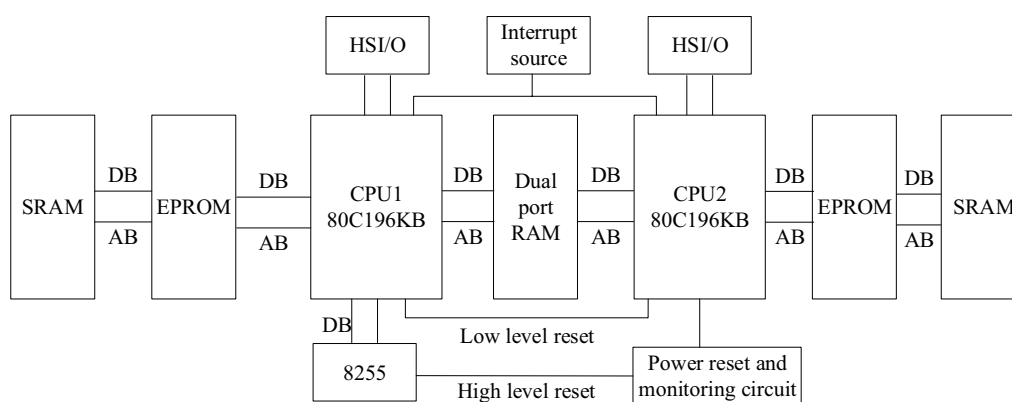 HSI/O
Interrupt
source
HSI/O
SRAM
DB
AB
EPROM
DB
AB
CPU1
80C196KB
DB
AB
Dual
port
RAM
DB
AB
CPU2
80C196KB
DB
AB
EPROM
DB
AB
SRAM
DB
Low level reset
8255
High level reset
Power reset and
monitoring circuit